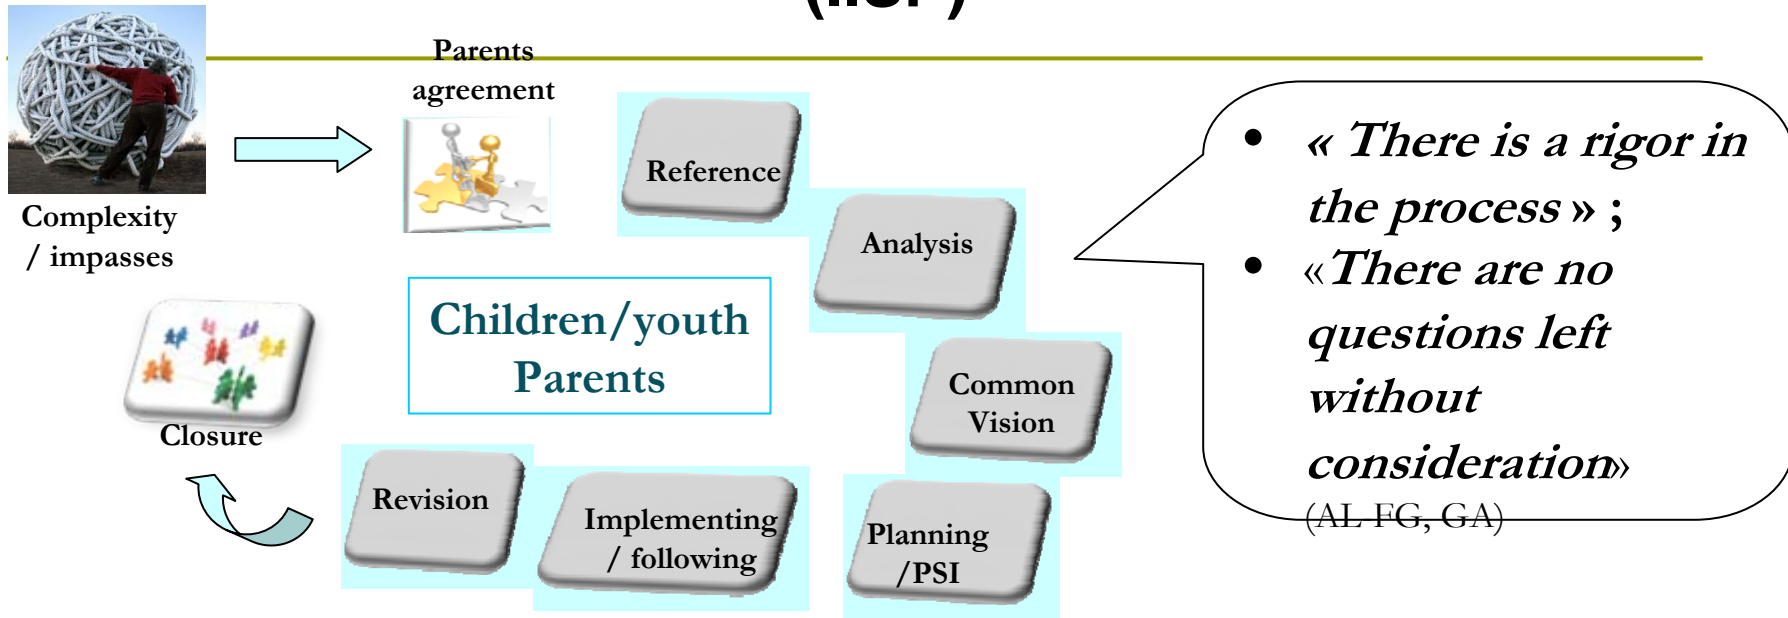 Parents
agreement
Complexity
/ impasses
Reference
Analysis
Common
Vision
Planning
/PSI
Implementing
/ following
Revision
Closure
Children/youth
Parents
• « There is a rigor in
the process » ;
• «There are no
questions left
without
consideration»
(AL-FG, GA)